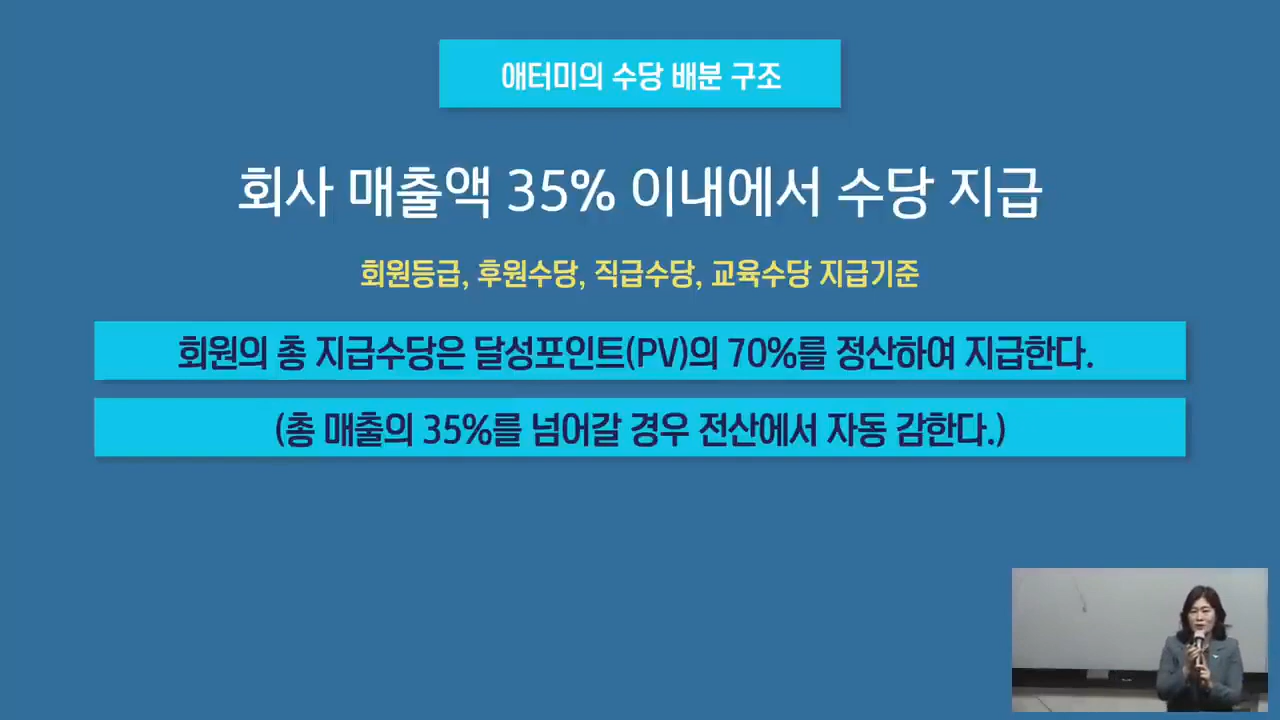 애터미의 수당 배분 구조
회사 매출액 35% 이내에서 수당 지급
회원등급, 후원수당, 직급수당, 교육수당 지급기준
회원의 총 지급수당은 달성포인트(PV)의 70%를 정산하여 지급한다.
(총 매출의 35%를 넘어갈 경우 전산에서 자동 감한다.)